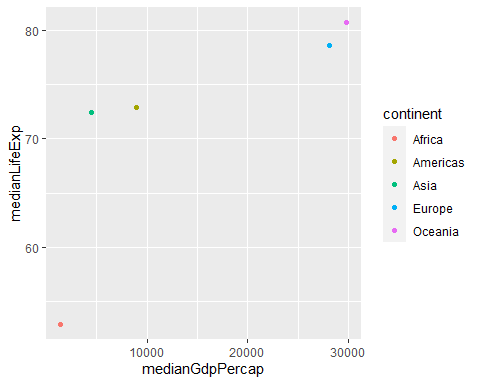 80
70
60
medianLifeExp
10000
20000
30000
medianGdpPercap
continent
Africa
Americas
Asia
Europe
Oceania